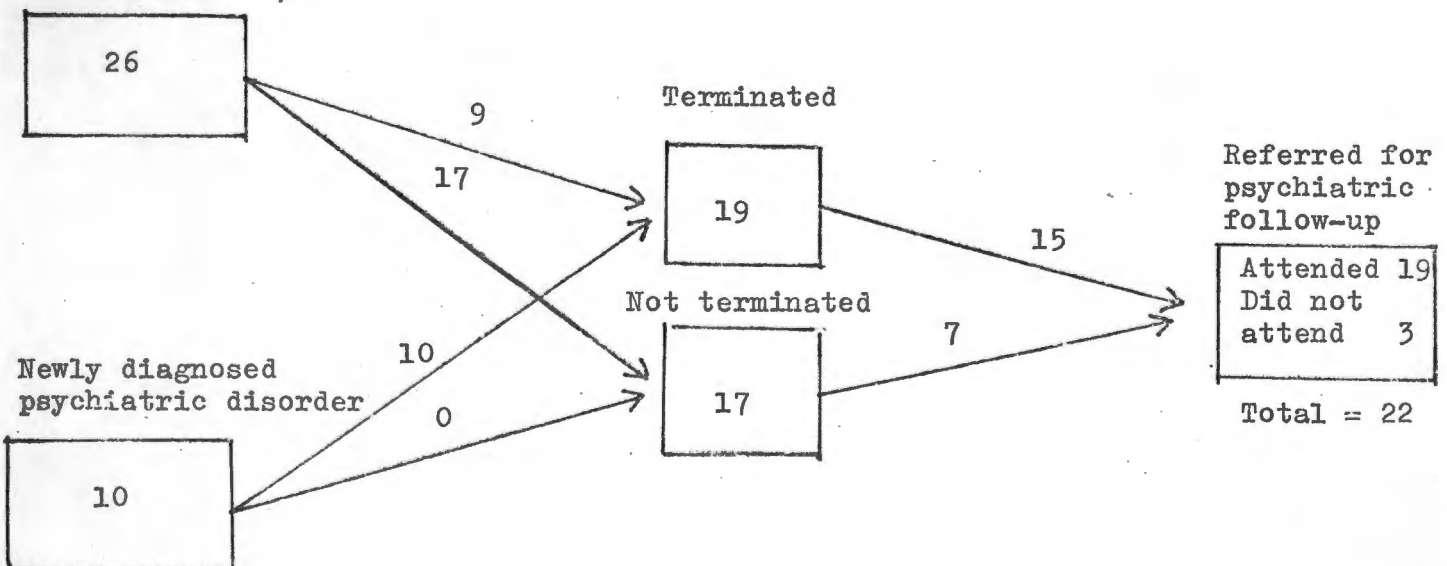 26
9
17
Terminated
19
15
Referred for
psychiatric
follow-up
Attended 19
Did not
attend 3
Total = 22
Not terminated
17
7
Newly diagnosed
psychiatric disorder
10
0
10